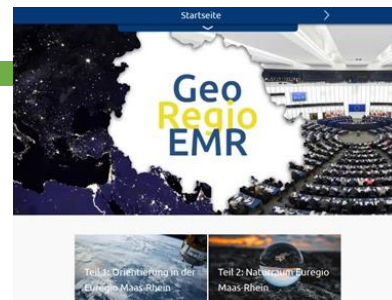 Startseite
Geo
Regio
EMR
Teil 1: Orientierung in der
Euregio Maas-Rhein
Teil 2: Naturraum Euregio
Maas-Rhein